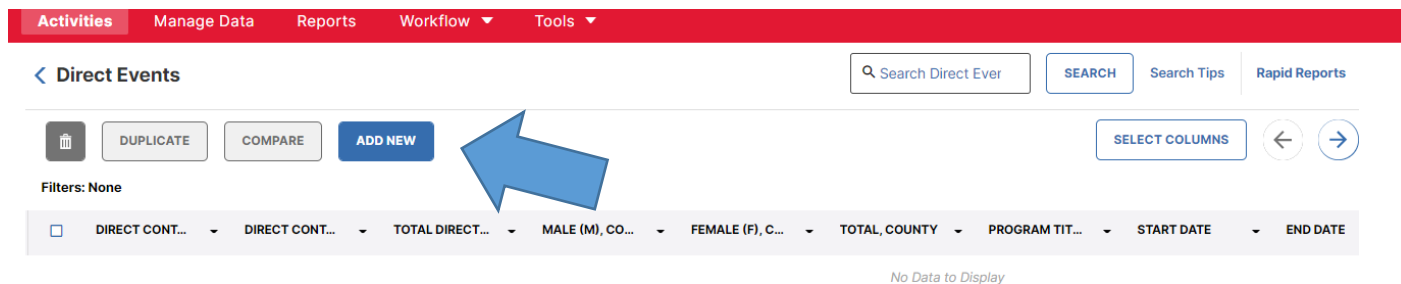 Activities Manage Data Reports Workflow Tools
Direct Events Search Direct Ever SEARCH Search Tips Rapid Reports
DUPLICATE COMPARE ADD NEW SELECT COLUMNS
Filters: None
DIRECT CONT... DIRECT CONT... TOTAL DIRECT... MALE (M), CO... FEMALE (F), C... TOTAL, COUNTY PROGRAM TIT... START DATE END DATE
No Data to Display